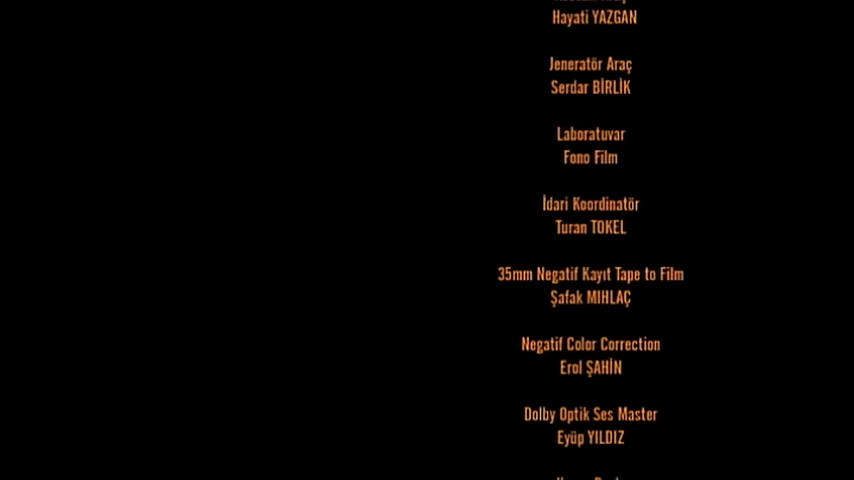 Hayati YAZGAN
Jeneratör Araç
Serdar BİRLİK
Laboratuvar
Fono Film
İdari Koordinatör
Turan TOKEL
35mm Negatif Kayıt Tape to Film
Şafak MIHLAÇ
Negatif Color Correction
Erol ŞAHİN
Dolby Optik Ses Master
Eyüp YILDIZ